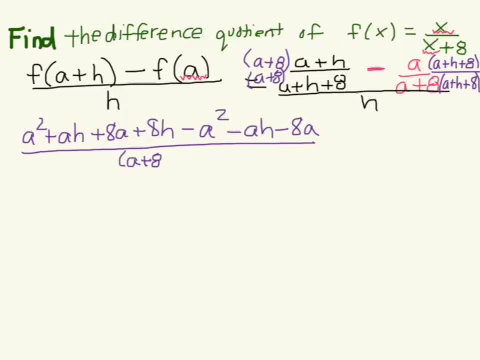 Find the difference quotient of f(x) = x/(x+8)
(f(a+h) − f(a))/h = ((a+8)/(a+8) (a+h)/(a+h+8) − a/(a+8) (a+h+8)/(a+h+8))/h
a² + ah + 8a + 8h − a² − ah − 8a
(a+8